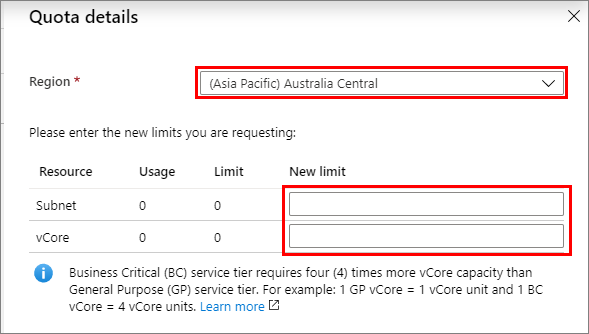 Quota details
Region *
(Asia Pacific) Australia Central
Please enter the new limits you are requesting:
Resource Usage Limit New limit
Subnet 0 0
vCore 0 0
Business Critical (BC) service tier requires four (4) times more vCore capacity than
General Purpose (GP) service tier. For example: 1 GP vCore = 1 vCore unit and 1 BC
vCore = 4 vCore units. Learn more